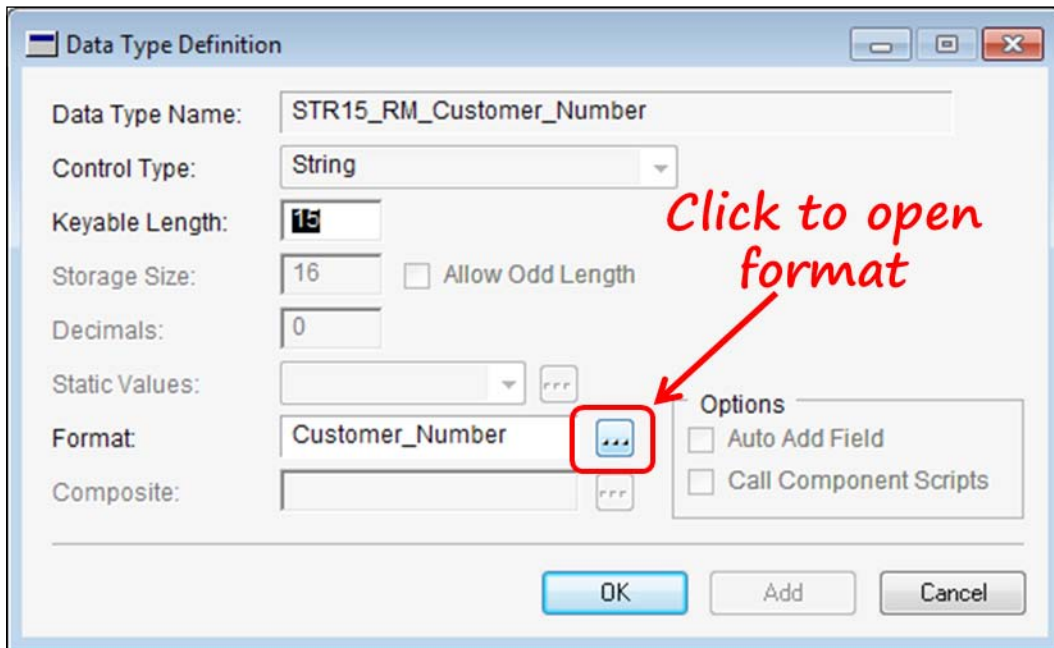 Data Type Definition
Data Type Name: STR15_RM_Customer_Number
Control Type: String
Keyable Length: 15
Click to open
format
Storage Size: 16 Allow Odd Length
Decimals: 0
Static Values:
Options
Format: Customer_Number ... Auto Add Field
Composite: Call Component Scripts
OK Add Cancel